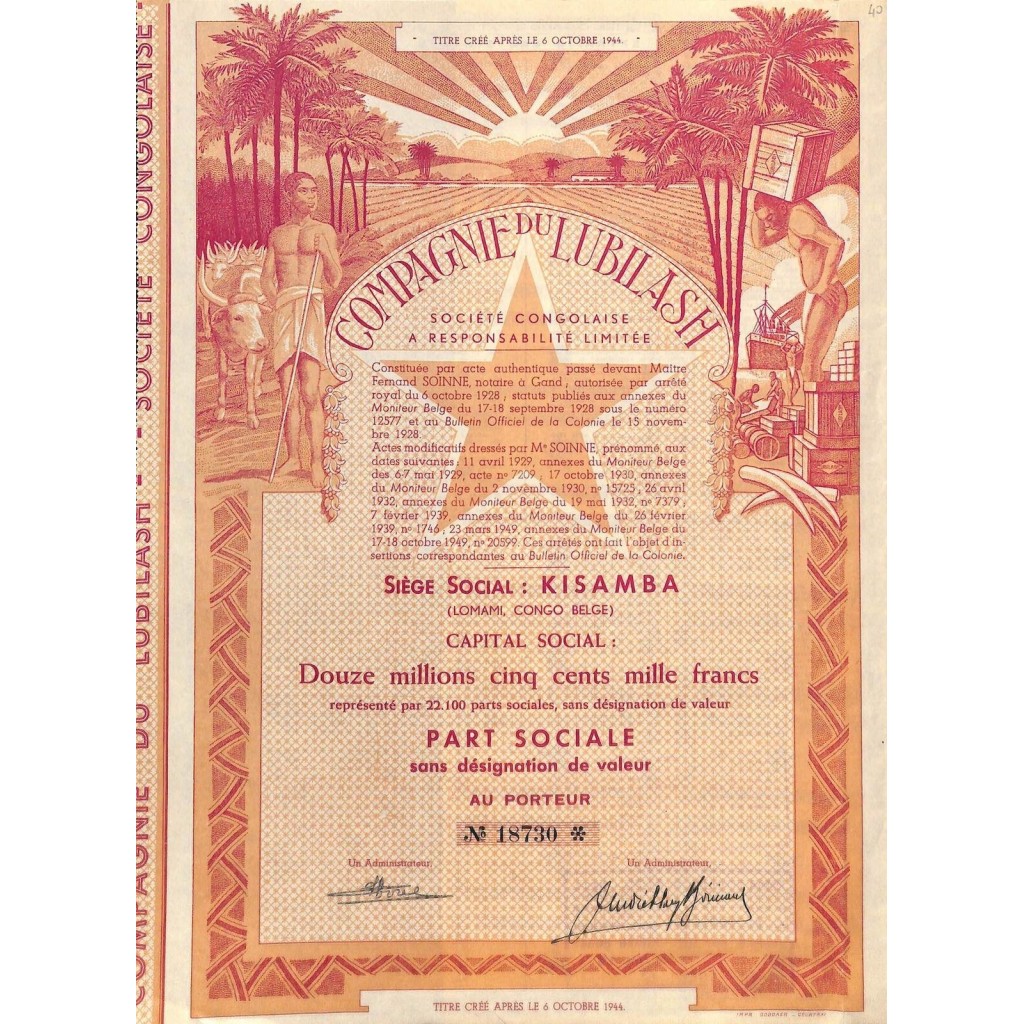 40
TITRE CRÉÉ APRÈS LE 6 OCTOBRE 1944.
COMPAGNIE DU LUBILASH
SOCIÉTÉ CONGOLAISE
A RESPONSABILITÉ LIMITÉE
Constituée par acte authentique passé devant Maître
Fernand SOINNE, notaire à Gand ; autorisée par arrêté
royal du 6 octobre 1928 ; statuts publiés aux annexes du
Moniteur Belge du 17-18 septembre 1928 sous le numéro
12577 et au Bulletin Officiel de la Colonie le 15 novem-
bre 1928.
Actes modificatifs dressés par Me SOINNE, prénommé, aux
dates suivantes : 11 avril 1929, annexes du Moniteur Belge
des 6-7 mai 1929, acte no 7209 , 17 octobre 1930, annexes
du Moniteur Belge du 2 novembre 1930, no 15725 , 26 avril
1932, annexes du Moniteur Belge du 19 mai 1932, no 7379 ,
7 février 1939, annexes du Moniteur Belge du 26 février
1939, no 1746 , 23 mars 1949, annexes du Moniteur Belge du
17-18 octobre 1949, no 20599. Ces arrêtés ont fait l'objet d'in-
sertions correspondantes au Bulletin Officiel de la Colonie.
SIÈGE SOCIAL : KISAMBA
(LOMAMI, CONGO BELGE)
CAPITAL SOCIAL :
Douze millions cinq cents mille francs
représenté par 22.100 parts sociales, sans désignation de valeur
PART SOCIALE
sans désignation de valeur
AU PORTEUR
No 18730 *
Un Administrateur,
Un Administrateur,
TITRE CRÉÉ APRÈS LE 6 OCTOBRE 1944.
COMPAGNIE DU LUBILASH - SOCIÉTÉ CONGOLAISE